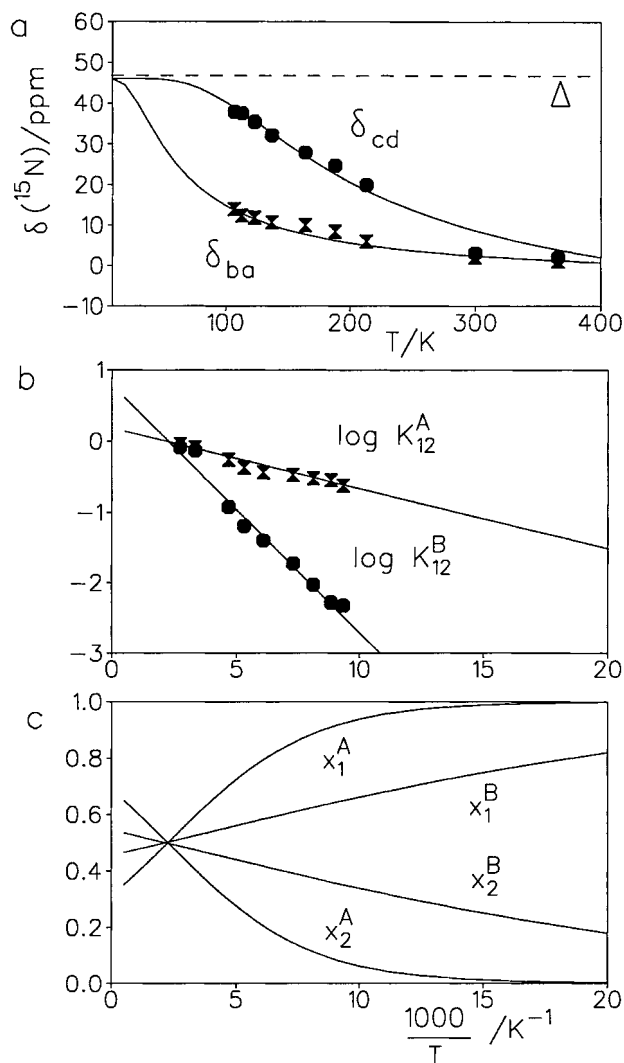 a
60
50
40
30
20
10
0
−10
δ(¹⁵N)/ppm
Δ
δ_cd
δ_ba
100 200 300 400
T/K
b
1
0
−1
−2
−3
log K₁₂ᴬ
log K₁₂ᴮ
0 5 10 15 20
c
1.0
0.8
0.6
0.4
0.2
0.0
x₁ᴬ
x₁ᴮ
x₂ᴮ
x₂ᴬ
0 5 10 15 20
1000/T /K⁻¹